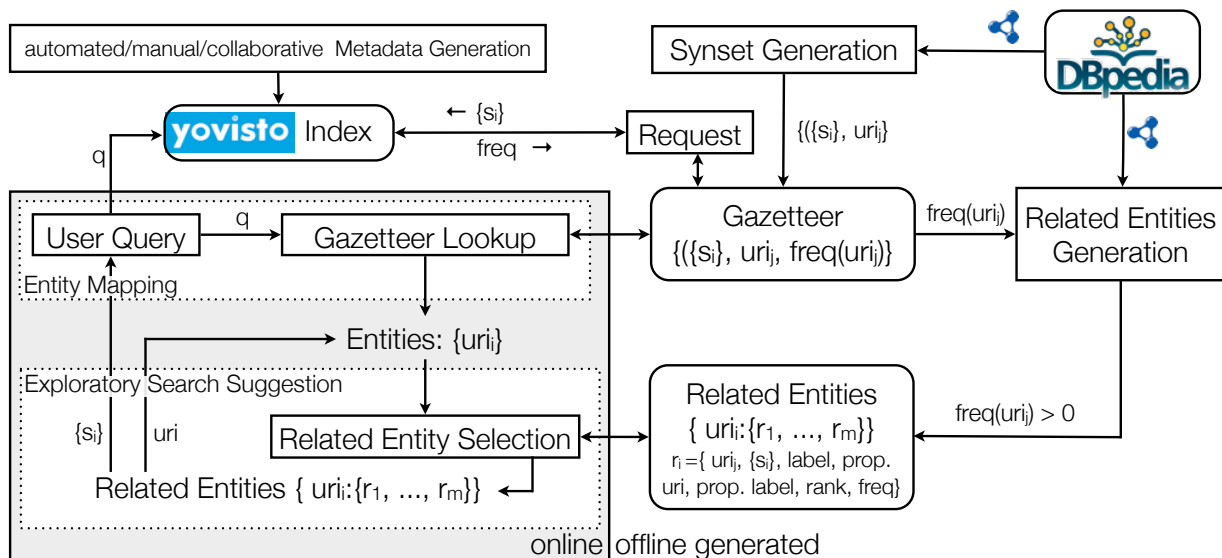 automated/manual/collaborative Metadata Generation
Synset Generation
DBpedia
yovisto Index
← {sᵢ}
freq →
Request
{({sᵢ}, uriⱼ}
q
User Query
q
Gazetteer Lookup
Entity Mapping
Gazetteer
{({sᵢ}, uriⱼ, freq(uriⱼ)}
freq(uriⱼ)
Related Entities
Generation
Entities: {uriᵢ}
Exploratory Search Suggestion
{sᵢ}
uri
Related Entity Selection
Related Entities { uriᵢ:{r₁, ..., rₘ}}
Related Entities
{ uriᵢ:{r₁, ..., rₘ}}
rᵢ={ uriⱼ, {sᵢ}, label, prop.
uri, prop. label, rank, freq}
freq(uriⱼ) > 0
online
offline generated